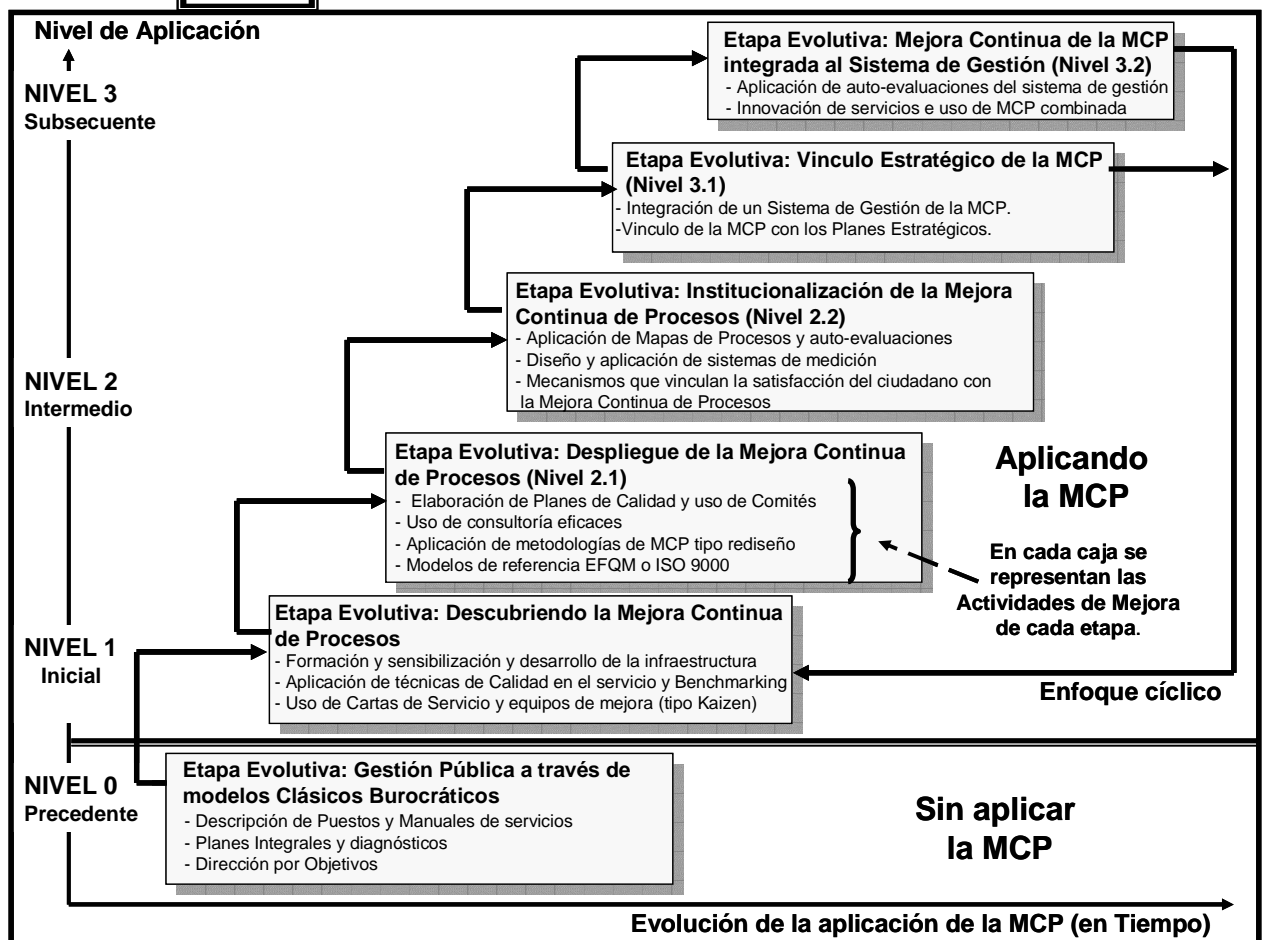 Nivel de Aplicación
NIVEL 3
Subsecuente
Etapa Evolutiva: Mejora Continua de la MCP
integrada al Sistema de Gestión (Nivel 3.2)
- Aplicación de auto-evaluaciones del sistema de gestión
- Innovación de servicios e uso de MCP combinada
Etapa Evolutiva: Vinculo Estratégico de la MCP
(Nivel 3.1)
- Integración de un Sistema de Gestión de la MCP.
-Vinculo de la MCP con los Planes Estratégicos.
Etapa Evolutiva: Institucionalización de la Mejora
Continua de Procesos (Nivel 2.2)
- Aplicación de Mapas de Procesos y auto-evaluaciones
- Diseño y aplicación de sistemas de medición
- Mecanismos que vinculan la satisfacción del ciudadano con
la Mejora Continua de Procesos
NIVEL 2
Intermedio
Etapa Evolutiva: Despliegue de la Mejora Continua
de Procesos (Nivel 2.1)
- Elaboración de Planes de Calidad y uso de Comités
- Uso de consultoría eficaces
- Aplicación de metodologías de MCP tipo rediseño
- Modelos de referencia EFQM o ISO 9000
Aplicando
la MCP
En cada caja se
representan las
Actividades de Mejora
de cada etapa.
NIVEL 1
Inicial
Etapa Evolutiva: Descubriendo la Mejora Continua
de Procesos
- Formación y sensibilización y desarrollo de la infraestructura
- Aplicación de técnicas de Calidad en el servicio y Benchmarking
- Uso de Cartas de Servicio y equipos de mejora (tipo Kaizen)
Enfoque cíclico
NIVEL 0
Precedente
Etapa Evolutiva: Gestión Pública a través de
modelos Clásicos Burocráticos
- Descripción de Puestos y Manuales de servicios
- Planes Integrales y diagnósticos
- Dirección por Objetivos
Sin aplicar
la MCP
Evolución de la aplicación de la MCP (en Tiempo)